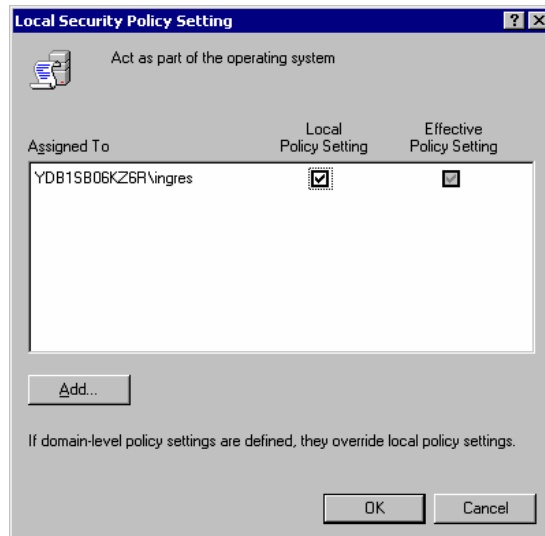 Local Security Policy Setting
Act as part of the operating system
Local
Policy Setting
Effective
Policy Setting
Assigned To
YDB1SB06KZ6R\ingres
Add...
If domain-level policy settings are defined, they override local policy settings.
OK
Cancel